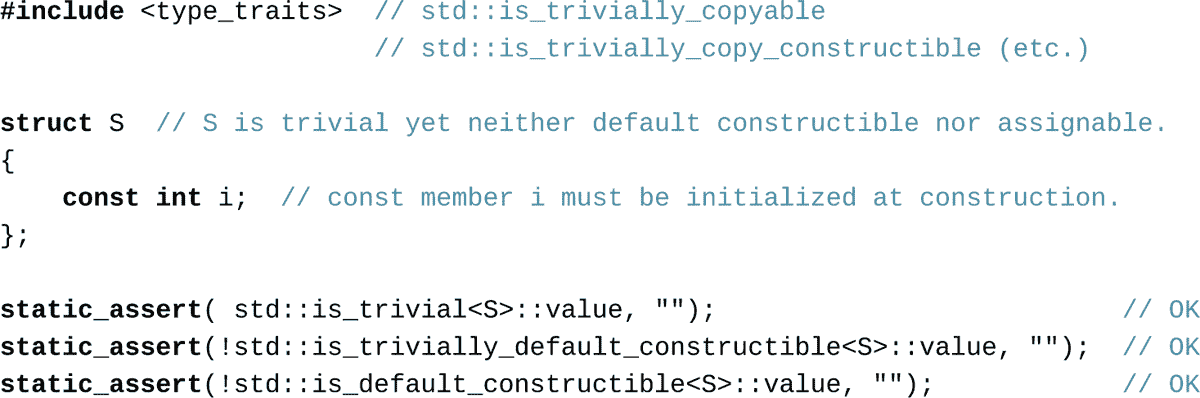 #include <type_traits>  // std::is_trivially_copyable
                        // std::is_trivially_copy_constructible (etc.)
struct S  // S is trivial yet neither default constructible nor assignable.
{
    const int i;  // const member i must be initialized at construction.
};
static_assert( std::is_trivial<S>::value, "");                          // OK
static_assert(!std::is_trivially_default_constructible<S>::value, "");  // OK
static_assert(!std::is_default_constructible<S>::value, "");            // OK